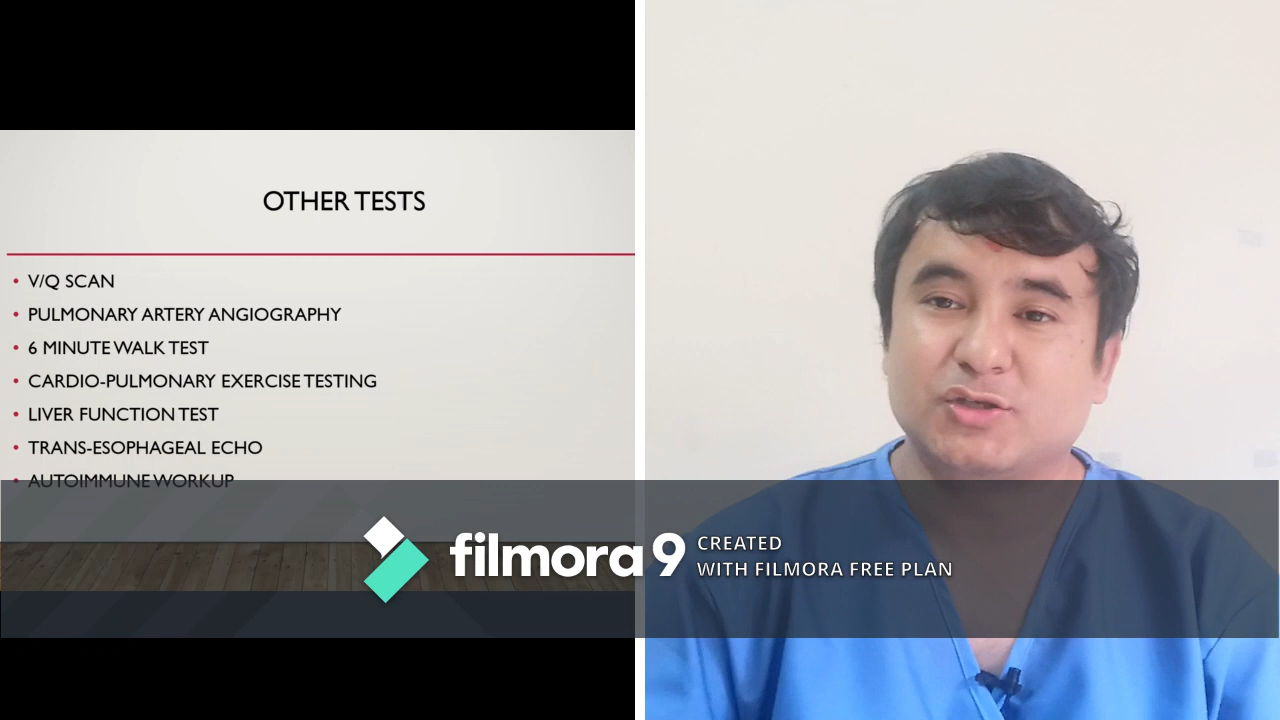 OTHER TESTS
• V/Q SCAN
• PULMONARY ARTERY ANGIOGRAPHY
• 6 MINUTE WALK TEST
• CARDIO-PULMONARY EXERCISE TESTING
• LIVER FUNCTION TEST
• TRANS-ESOPHAGEAL ECHO
• AUTOIMMUNE WORKUP
filmora9
CREATED
WITH FILMORA FREE PLAN